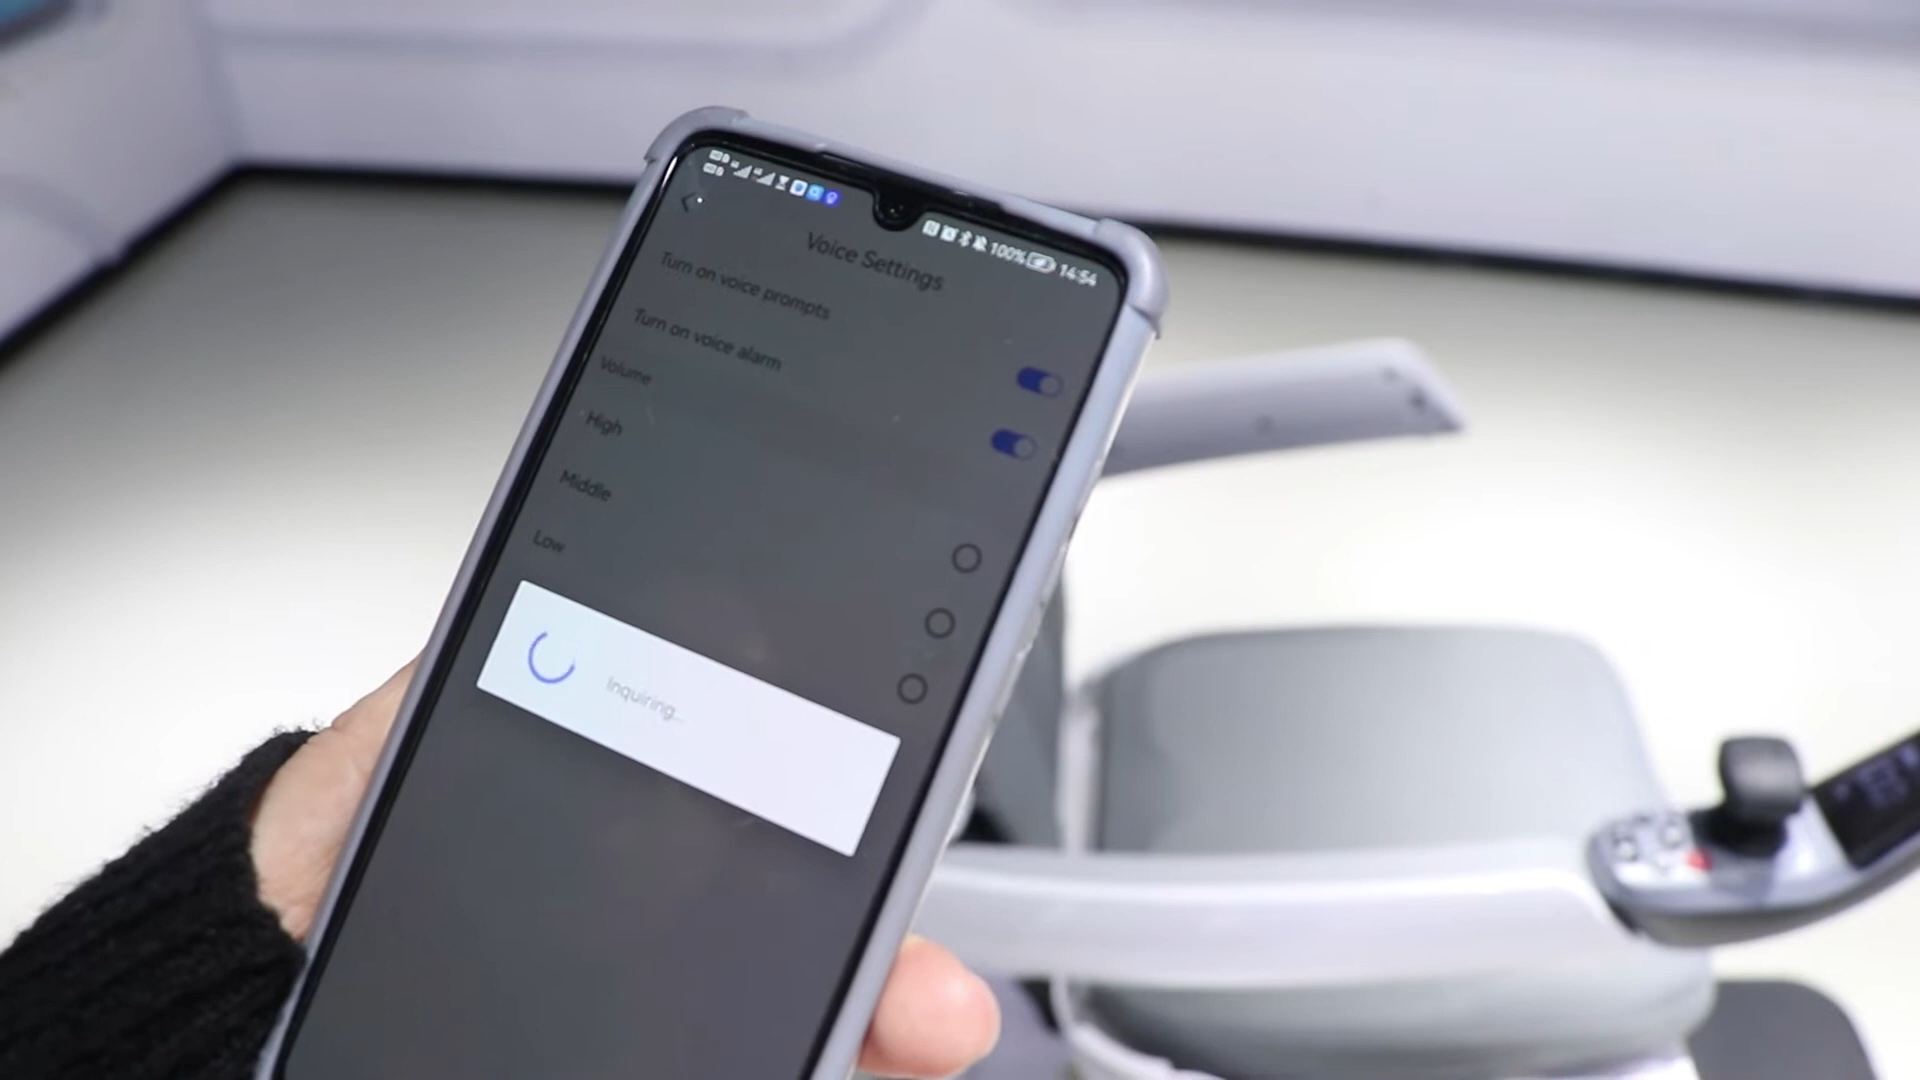 100% 14:54
Voice Settings
Turn on voice prompts
Turn on voice alarm
Volume
High
Middle
Low
Inquiring...